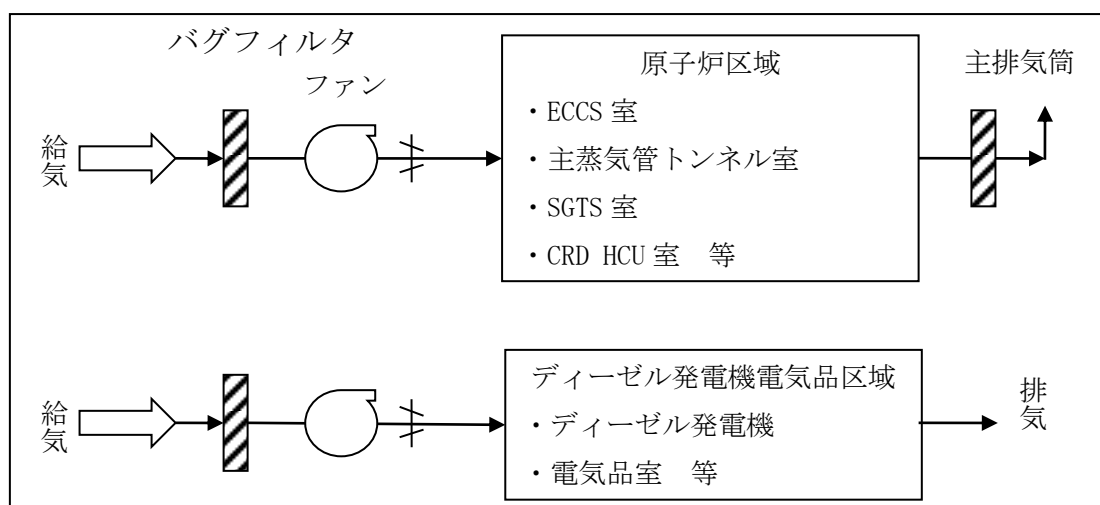 バグフィルタ
ファン
給気
原子炉区域
・ECCS 室
・主蒸気管トンネル室
・SGTS 室
・CRD HCU 室 等
主排気筒
給気
ディーゼル発電機電気品区域
・ディーゼル発電機
・電気品室 等
排気